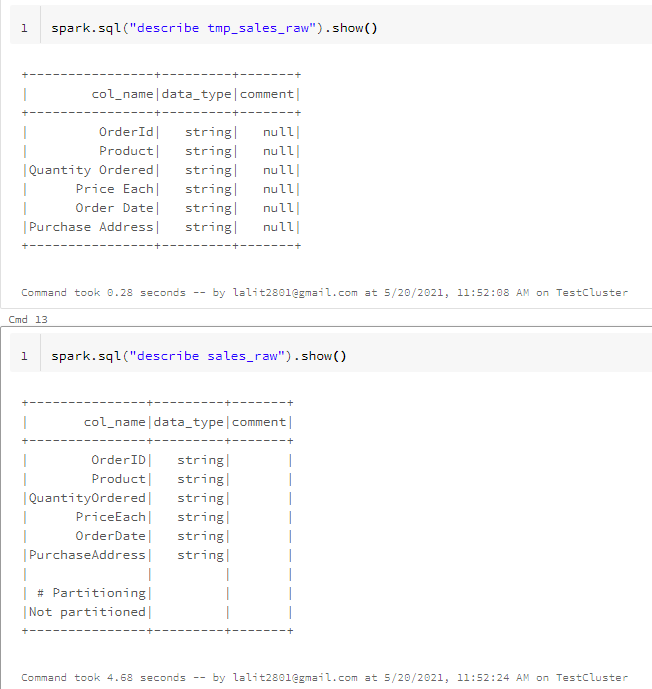 1 spark.sql("describe tmp_sales_raw").show()
+----------------+---------+-------+
|        col_name|data_type|comment|
+----------------+---------+-------+
|         OrderId|   string|   null|
|         Product|   string|   null|
|Quantity Ordered|   string|   null|
|      Price Each|   string|   null|
|      Order Date|   string|   null|
|Purchase Address|   string|   null|
+----------------+---------+-------+
Command took 0.28 seconds -- by lalit2801@gmail.com at 5/20/2021, 11:52:08 AM on TestCluster
Cmd 13
1 spark.sql("describe sales_raw").show()
+---------------+---------+-------+
|       col_name|data_type|comment|
+---------------+---------+-------+
|        OrderID|   string|       |
|        Product|   string|       |
|QuantityOrdered|   string|       |
|      PriceEach|   string|       |
|      OrderDate|   string|       |
|PurchaseAddress|   string|       |
|               |         |       |
| # Partitioning|         |       |
|Not partitioned|         |       |
+---------------+---------+-------+
Command took 4.68 seconds -- by lalit2801@gmail.com at 5/20/2021, 11:52:24 AM on TestCluster